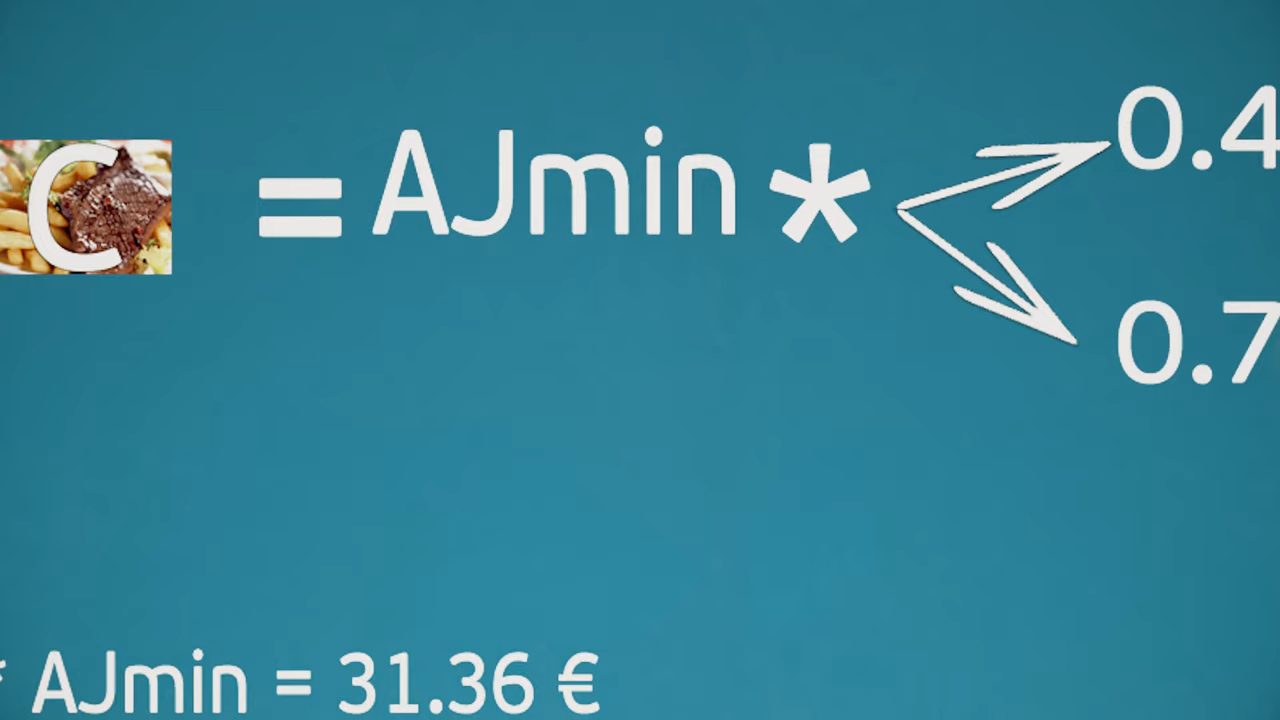 C = AJmin * 0.4
0.7
* AJmin = 31.36 €